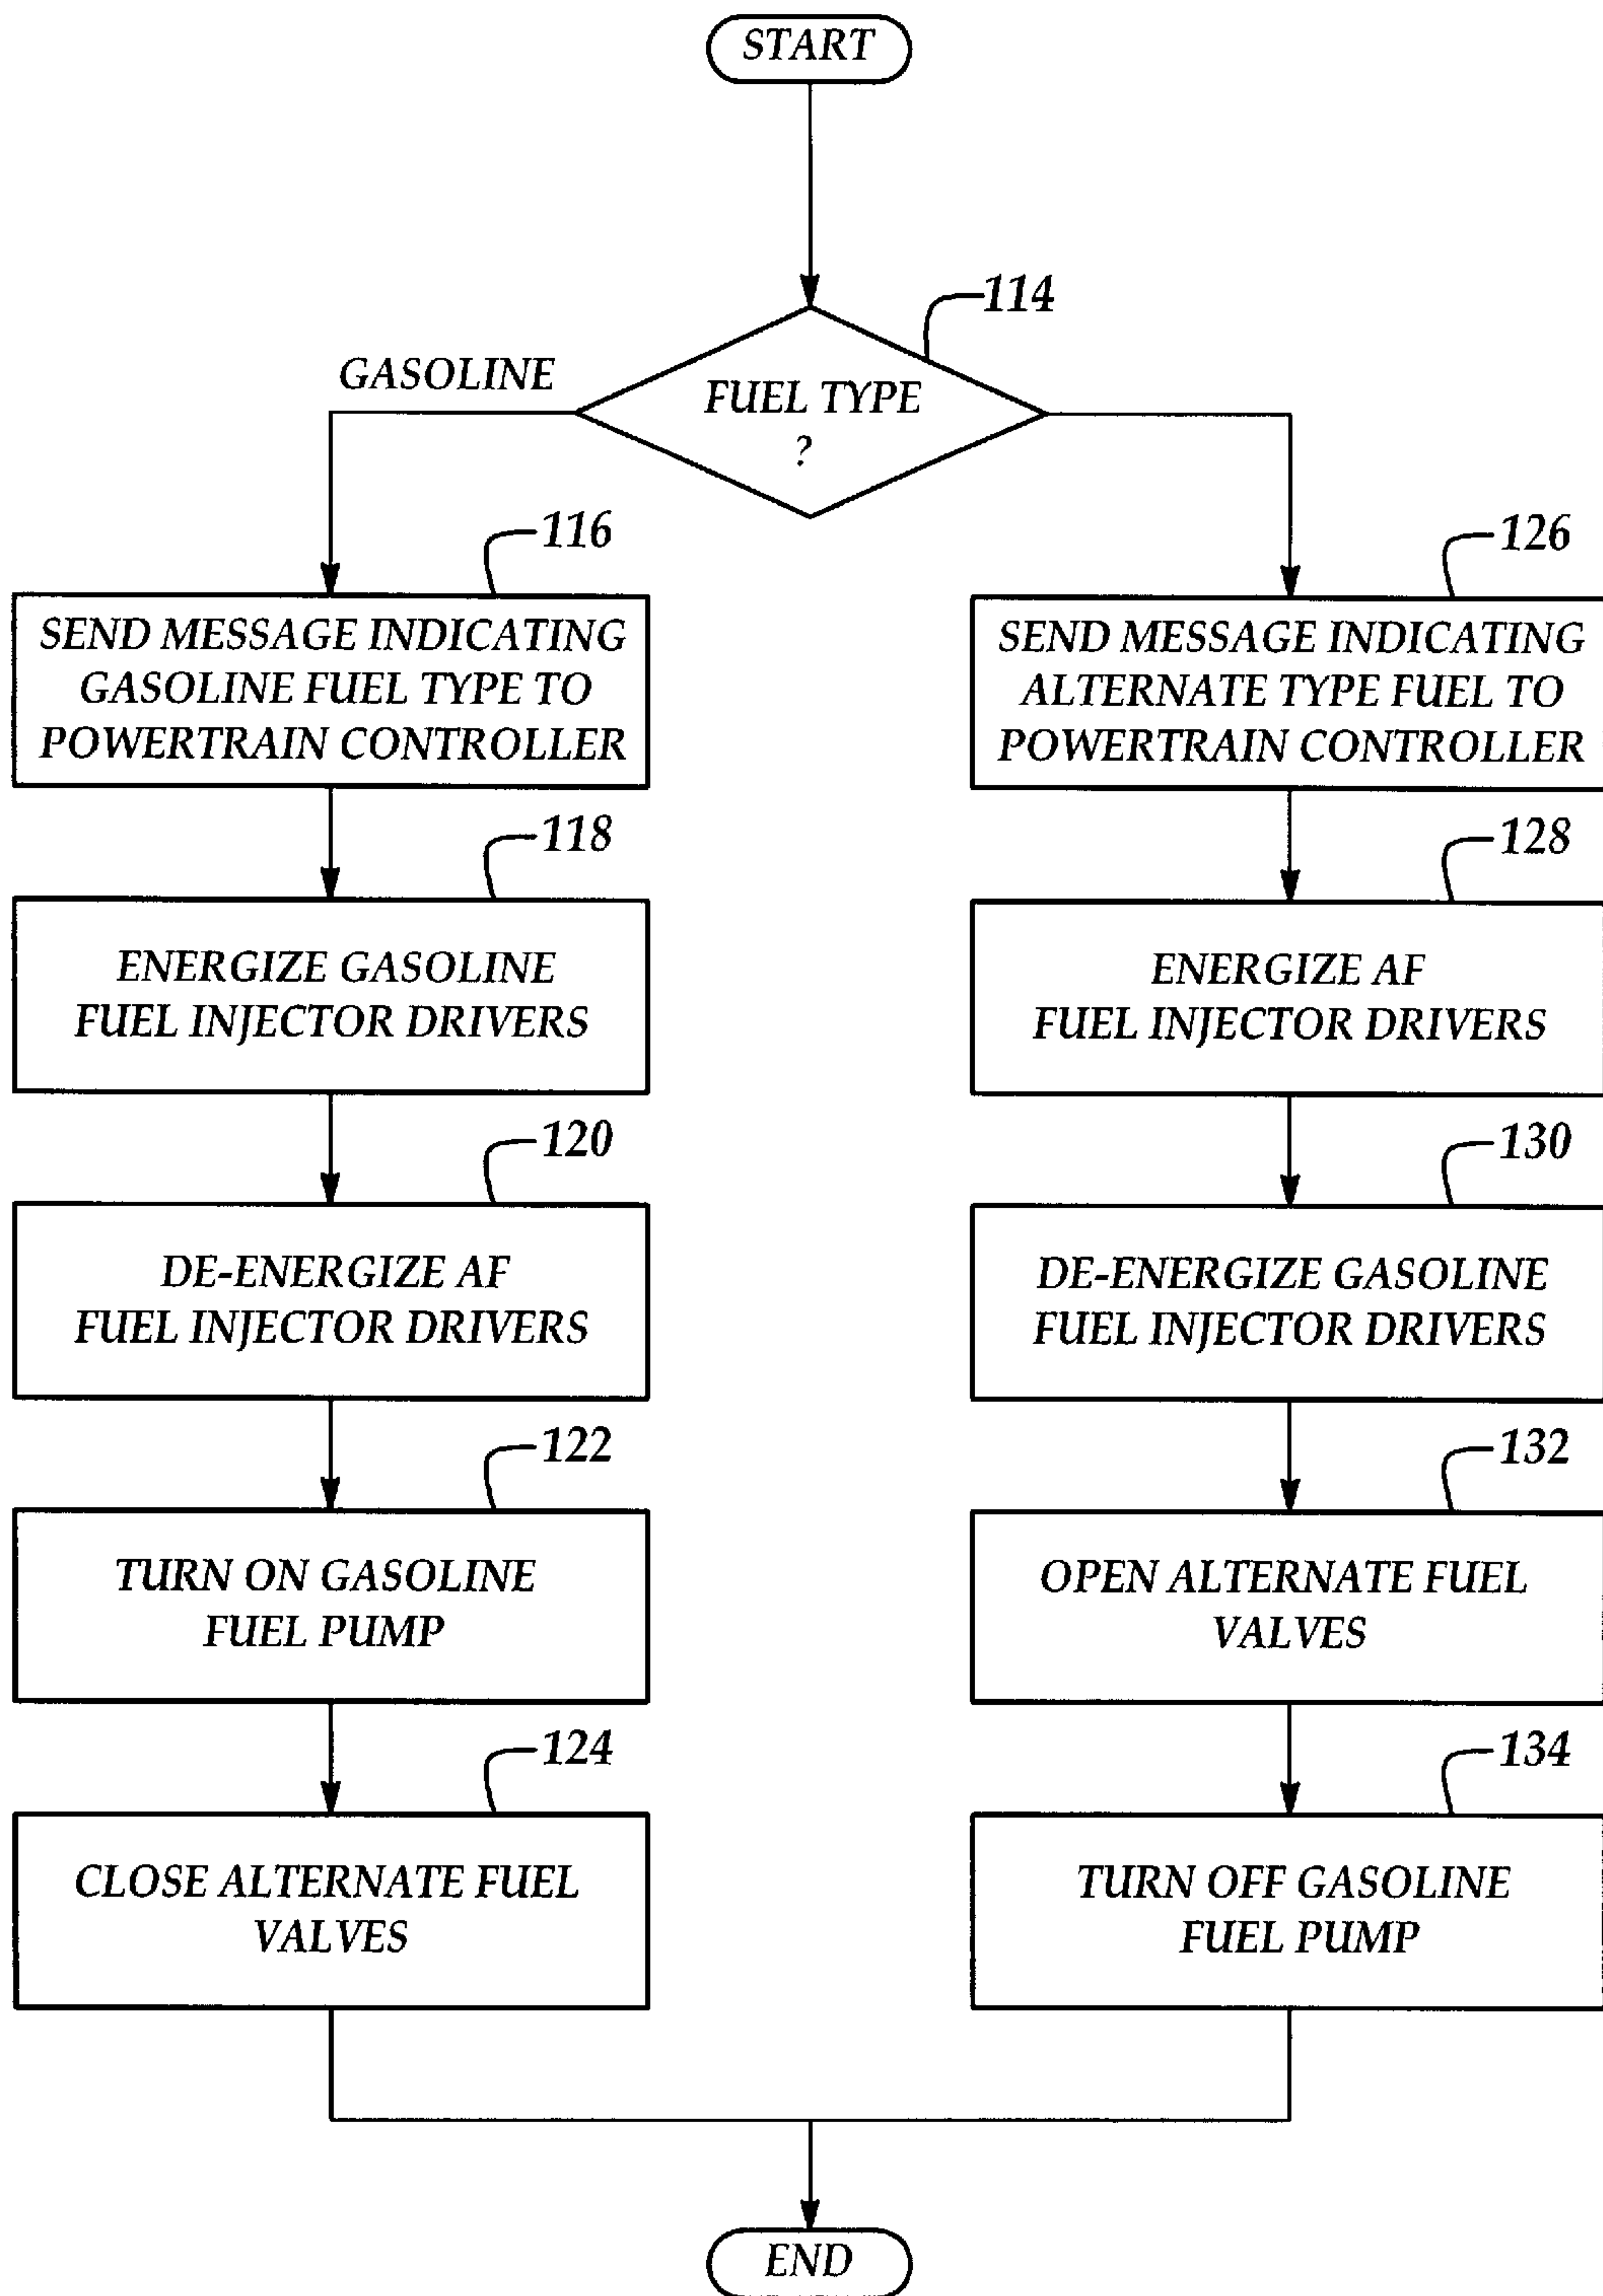 START
114
GASOLINE
FUEL TYPE
?
116
SEND MESSAGE INDICATING
GASOLINE FUEL TYPE TO
POWERTRAIN CONTROLLER
118
ENERGIZE GASOLINE
FUEL INJECTOR DRIVERS
120
DE-ENERGIZE AF
FUEL INJECTOR DRIVERS
122
TURN ON GASOLINE
FUEL PUMP
124
CLOSE ALTERNATE FUEL
VALVES
126
SEND MESSAGE INDICATING
ALTERNATE TYPE FUEL TO
POWERTRAIN CONTROLLER
128
ENERGIZE AF
FUEL INJECTOR DRIVERS
130
DE-ENERGIZE GASOLINE
FUEL INJECTOR DRIVERS
132
OPEN ALTERNATE FUEL
VALVES
134
TURN OFF GASOLINE
FUEL PUMP
END